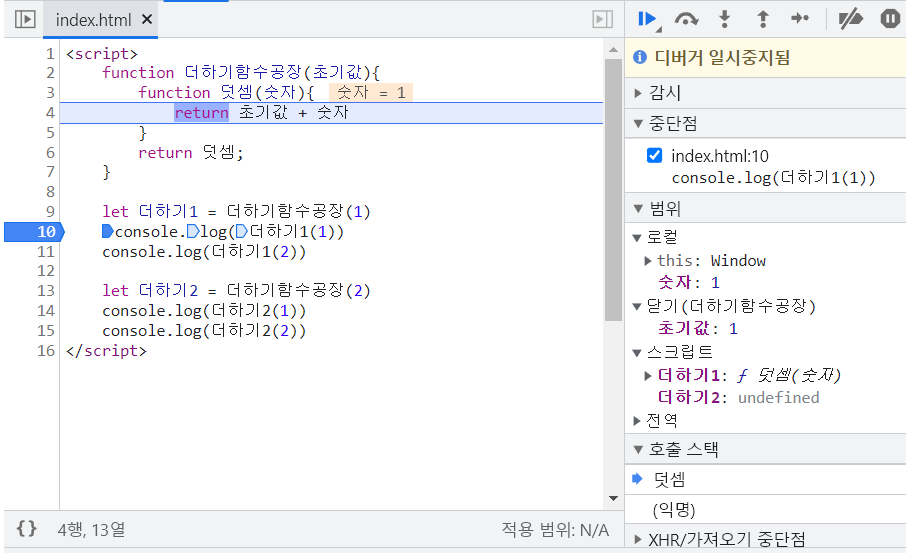 index.html ×
1 <script>
2 function 더하기함수공장(초기값){
3 function 덧셈(숫자){ 숫자 = 1
4 return 초기값 + 숫자
5 }
6 return 덧셈;
7 }
8
9 let 더하기1 = 더하기함수공장(1)
10 console.log(더하기1(1))
11 console.log(더하기1(2))
12
13 let 더하기2 = 더하기함수공장(2)
14 console.log(더하기2(1))
15 console.log(더하기2(2))
16 </script>
{} 4행, 13열 적용 범위: N/A
디버거 일시중지됨
감시
중단점
index.html:10
console.log(더하기1(1))
범위
로컬
this: Window
숫자: 1
닫기(더하기함수공장)
초기값: 1
스크립트
더하기1: ƒ 덧셈(숫자)
더하기2: undefined
전역
호출 스택
덧셈
(익명)
XHR/가져오기 중단점